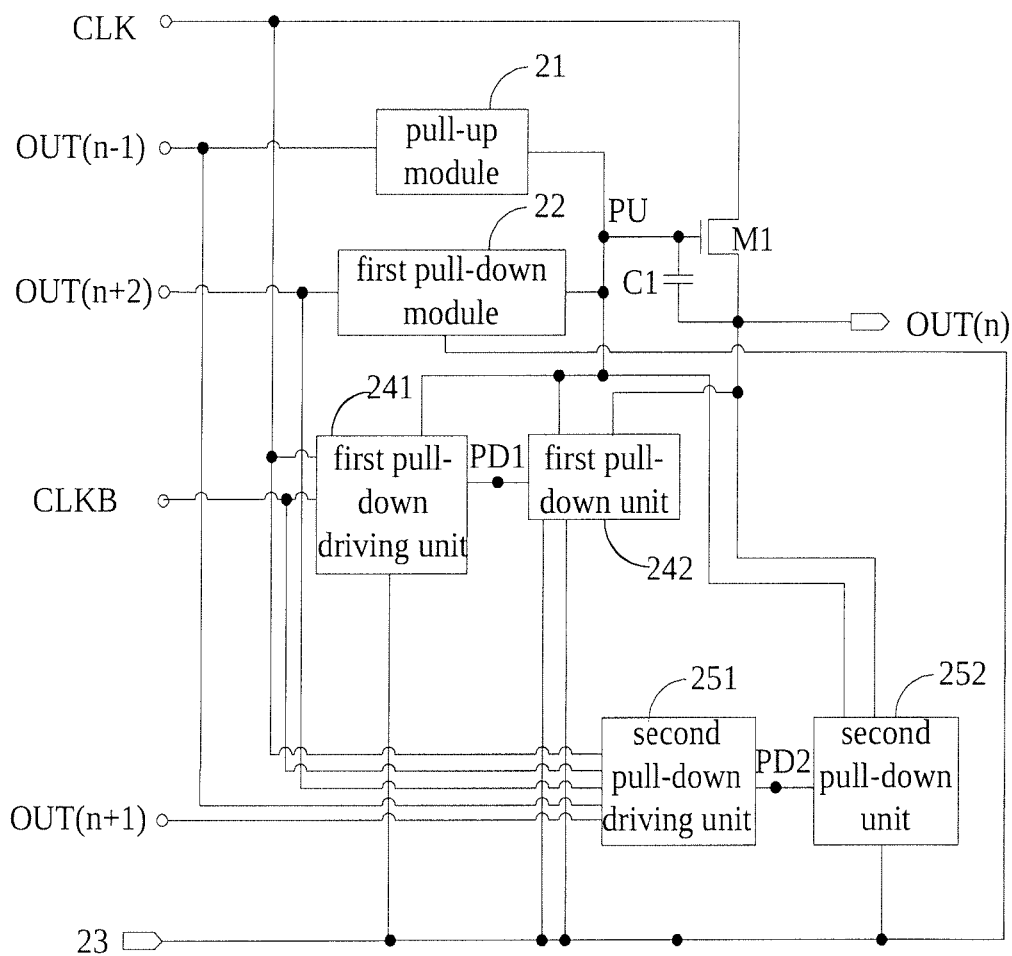 CLK
21
OUT(n-1)
pull-up
module
22
PU
M1
OUT(n+2)
first pull-down
module
C1
OUT(n)
241
first pull-
down
driving unit
PD1
first pull-
down unit
CLKB
242
251
252
second
pull-down
driving unit
PD2
second
pull-down
unit
OUT(n+1)
23